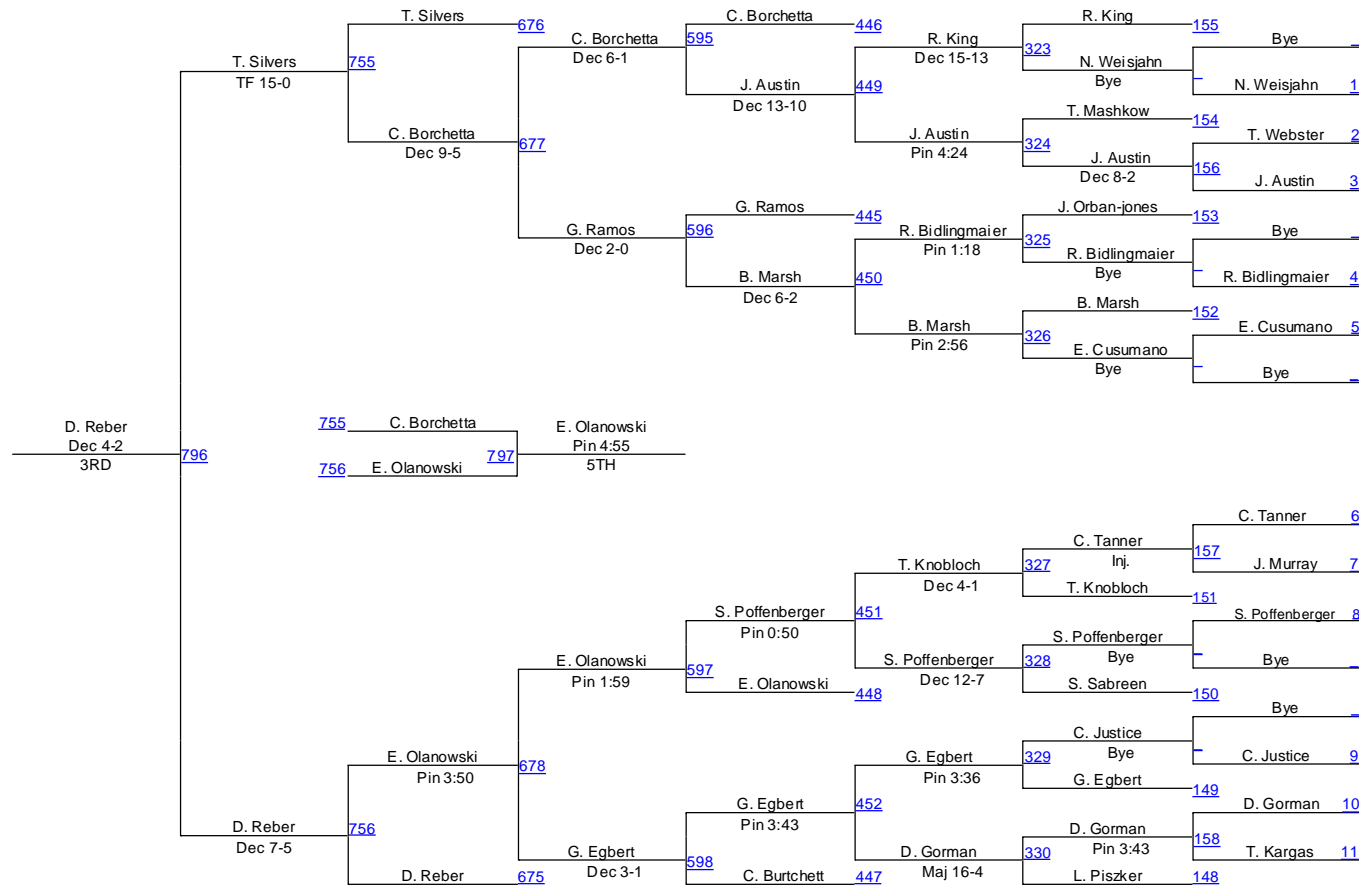 T. Silvers 676 C. Borchetta 446 R. King 155
C. Borchetta 595 R. King Bye
Dec 6-1 Dec 15-13 323
T. Silvers 755 N. Weisjahn
TF 15-0 J. Austin 449 Bye N. Weisjahn 1
Dec 13-10
T. Mashkow 154
C. Borchetta 677 J. Austin 324 T. Webster 2
Dec 9-5 Pin 4:24 J. Austin 156
Dec 8-2 J. Austin 3
G. Ramos 445 J. Orban-jones 153
G. Ramos 596 R. Bidlingmaier 325 Bye
Dec 2-0 Pin 1:18 R. Bidlingmaier
B. Marsh 450 Bye R. Bidlingmaier 4
Dec 6-2
B. Marsh 152
B. Marsh 326 E. Cusumano 5
Pin 2:56 E. Cusumano
Bye Bye
D. Reber 755 C. Borchetta E. Olanowski
Dec 4-2 796 797 Pin 4:55
3RD 756 E. Olanowski 5TH
C. Tanner 6
C. Tanner 157
T. Knobloch 327 Inj. J. Murray 7
Dec 4-1 T. Knobloch 151
S. Poffenberger 451 S. Poffenberger 8
Pin 0:50 S. Poffenberger
E. Olanowski 597 S. Poffenberger 328 Bye Bye
Pin 1:59 E. Olanowski 448 Dec 12-7 S. Sabreen 150
Bye
C. Justice
E. Olanowski 678 G. Egbert 329 Bye C. Justice 9
Pin 3:50 Pin 3:36 G. Egbert 149
G. Egbert 452 D. Gorman 10
Pin 3:43
D. Reber 756 D. Gorman 158
Dec 7-5 G. Egbert 598 D. Gorman 330 Pin 3:43 T. Kargas 11
Dec 3-1 Maj 16-4
D. Reber 675 C. Burtchett 447 L. Piszker 148